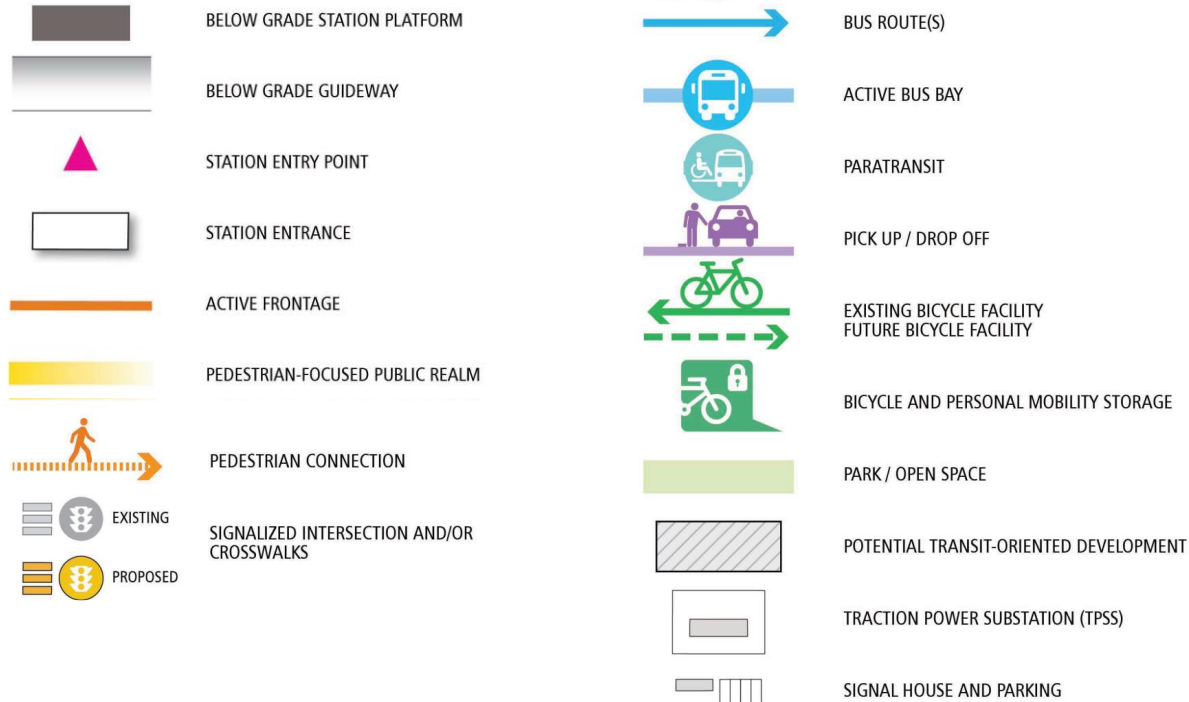 BELOW GRADE STATION PLATFORM
BELOW GRADE GUIDEWAY
STATION ENTRY POINT
STATION ENTRANCE
ACTIVE FRONTAGE
PEDESTRIAN-FOCUSED PUBLIC REALM
PEDESTRIAN CONNECTION
EXISTING
SIGNALIZED INTERSECTION AND/OR
CROSSWALKS
PROPOSED
BUS ROUTE(S)
ACTIVE BUS BAY
PARATRANSIT
PICK UP / DROP OFF
EXISTING BICYCLE FACILITY
FUTURE BICYCLE FACILITY
BICYCLE AND PERSONAL MOBILITY STORAGE
PARK / OPEN SPACE
POTENTIAL TRANSIT-ORIENTED DEVELOPMENT
TRACTION POWER SUBSTATION (TPSS)
SIGNAL HOUSE AND PARKING